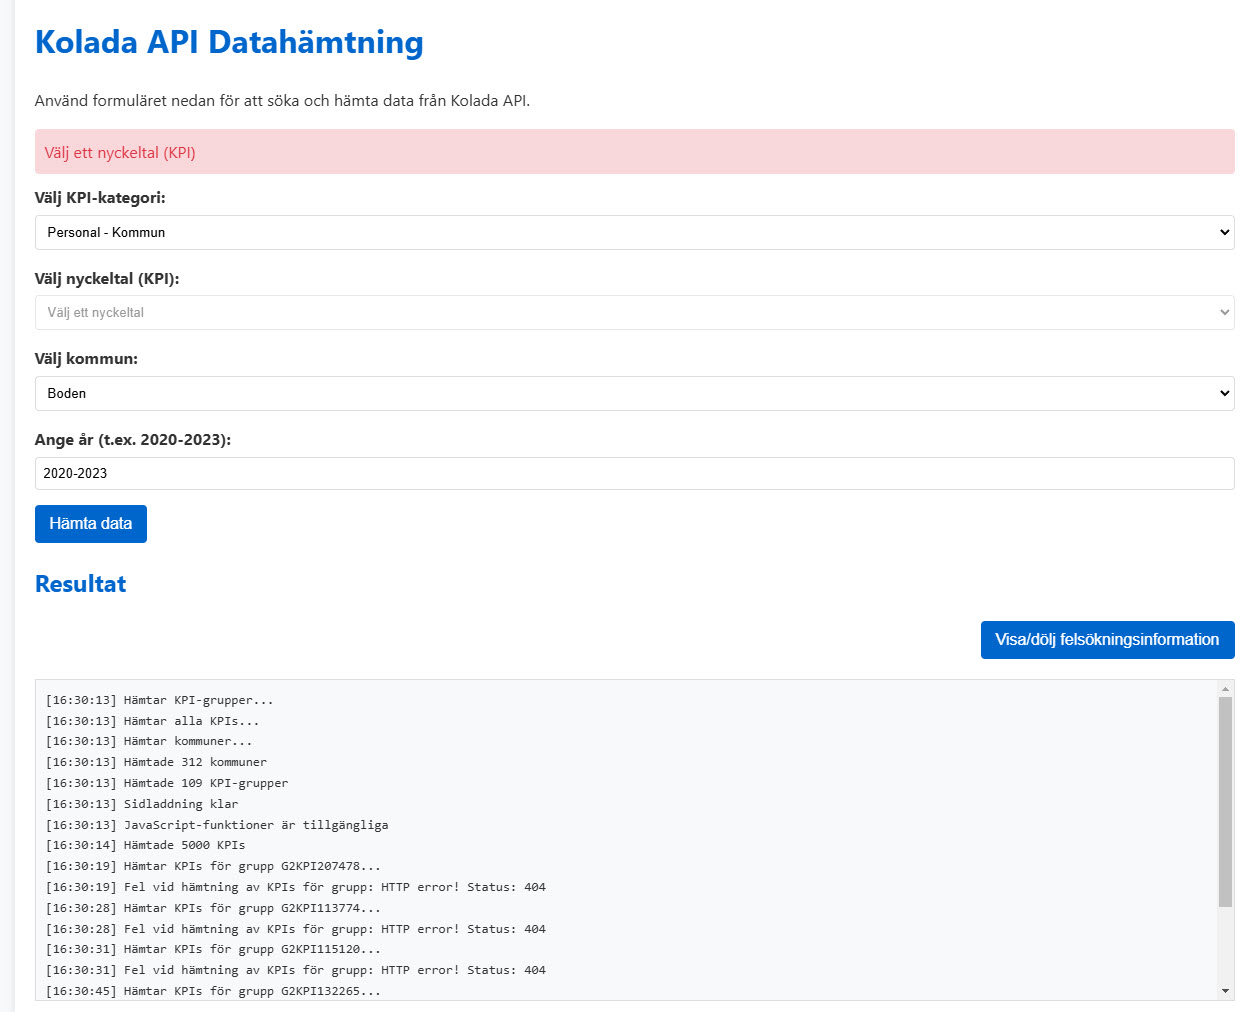 Kolada API Datahämtning
Använd formuläret nedan för att söka och hämta data från Kolada API.
Välj ett nyckeltal (KPI)
Välj KPI-kategori:
Personal - Kommun
Välj nyckeltal (KPI):
Välj ett nyckeltal
Välj kommun:
Boden
Ange år (t.ex. 2020-2023):
2020-2023
Hämta data
Resultat
Visa/dölj felsökningsinformation
[16:30:13] Hämtar KPI-grupper...
[16:30:13] Hämtar alla KPIs...
[16:30:13] Hämtar kommuner...
[16:30:13] Hämtade 312 kommuner
[16:30:13] Hämtade 109 KPI-grupper
[16:30:13] Sidladdning klar
[16:30:13] JavaScript-funktioner är tillgängliga
[16:30:14] Hämtade 5000 KPIs
[16:30:19] Hämtar KPIs för grupp G2KPI207478...
[16:30:19] Fel vid hämtning av KPIs för grupp: HTTP error! Status: 404
[16:30:28] Hämtar KPIs för grupp G2KPI113774...
[16:30:28] Fel vid hämtning av KPIs för grupp: HTTP error! Status: 404
[16:30:31] Hämtar KPIs för grupp G2KPI115120...
[16:30:31] Fel vid hämtning av KPIs för grupp: HTTP error! Status: 404
[16:30:45] Hämtar KPIs för grupp G2KPI132265...